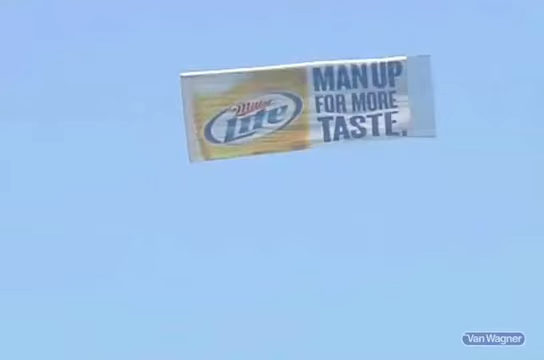 Miller
Lite
MAN UP
FOR MORE
TASTE.
Van Wagner